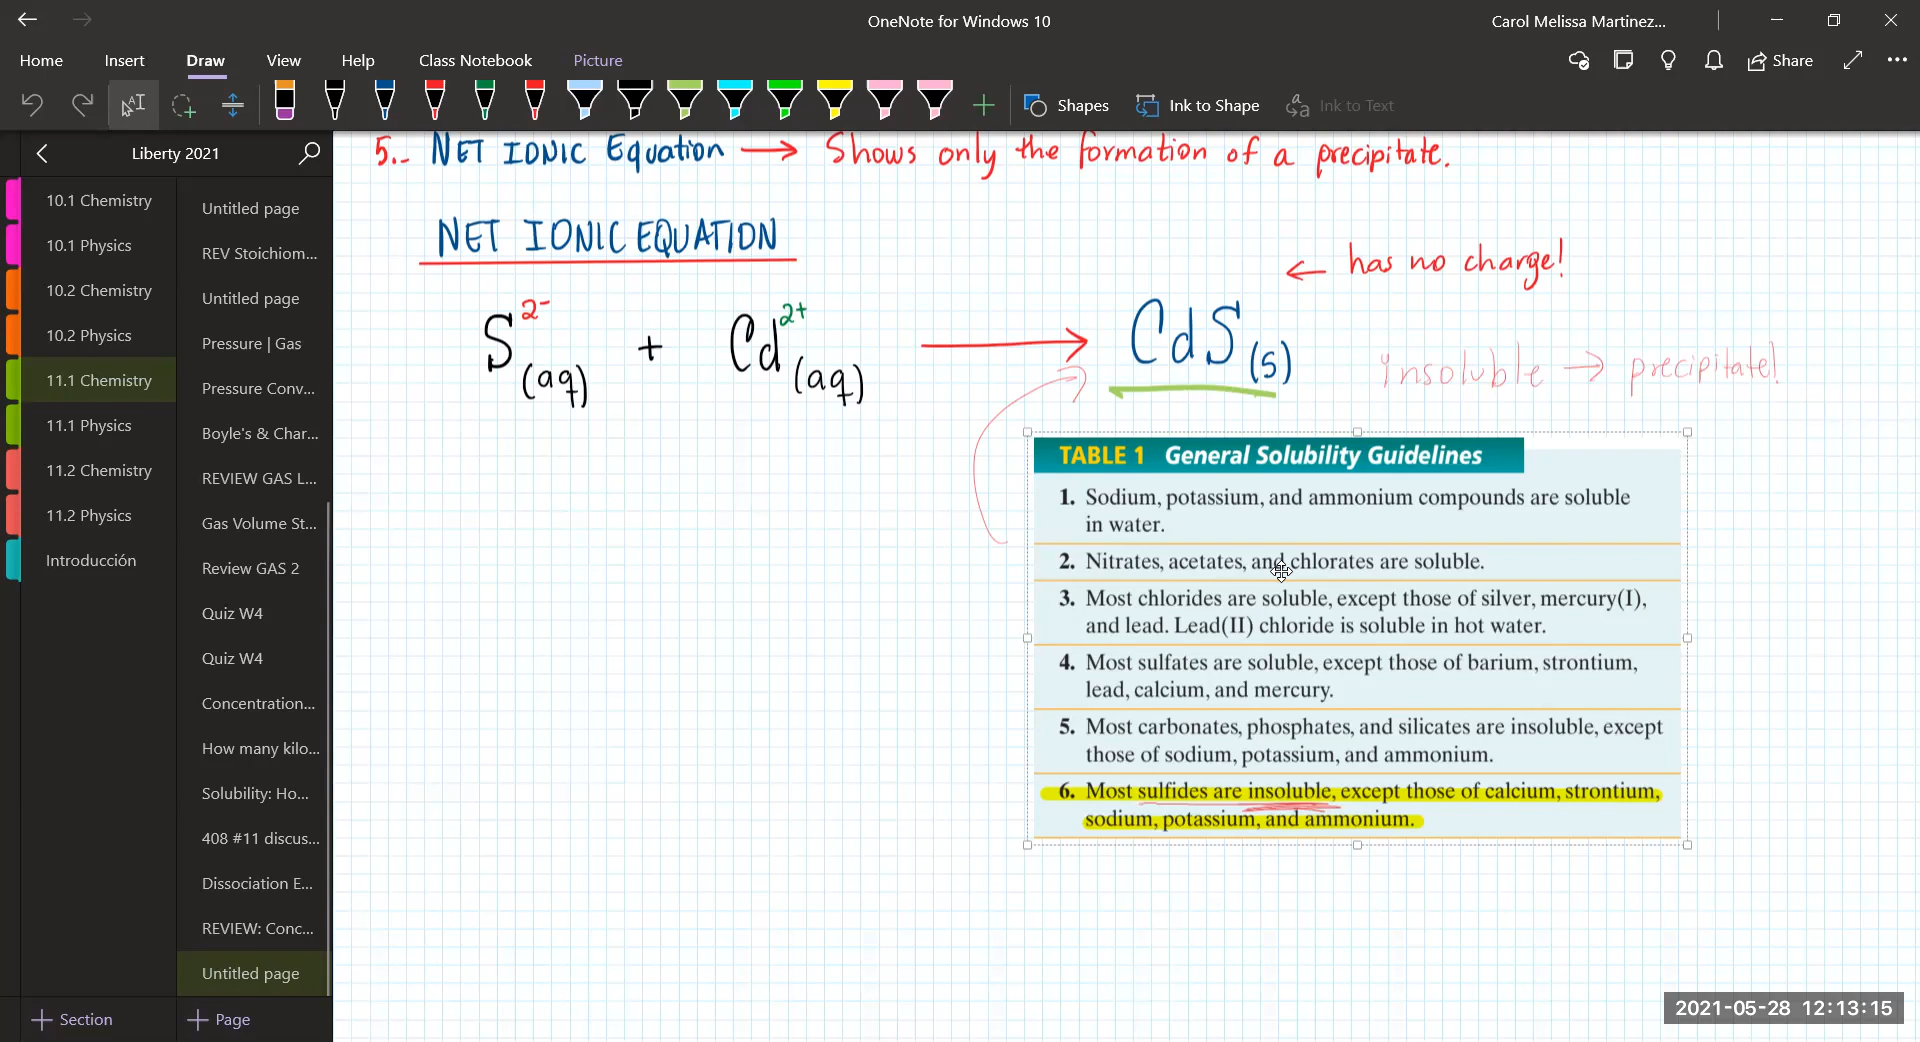 OneNote for Windows 10
Carol Melissa Martinez...
Home Insert Draw View Help Class Notebook Picture
Share
Shapes Ink to Shape Ink to Text
Liberty 2021
10.1 Chemistry
10.1 Physics
10.2 Chemistry
10.2 Physics
11.1 Chemistry
11.1 Physics
11.2 Chemistry
11.2 Physics
Introducción
Section
Untitled page
REV Stoichiom...
Untitled page
Pressure | Gas
Pressure Conv...
Boyle's & Char...
REVIEW GAS L...
Gas Volume St...
Review GAS 2
Quiz W4
Quiz W4
Concentration...
How many kilo...
Solubility: Ho...
408 #11 discus...
Dissociation E...
REVIEW: Conc...
Untitled page
Page
5.- NET IONIC Equation → Shows only the formation of a precipitate.
NET IONIC EQUATION
← has no charge!
S²⁻(aq) + Cd²⁺(aq) → CdS(s)
insoluble → precipitate!
TABLE 1 General Solubility Guidelines
1. Sodium, potassium, and ammonium compounds are soluble
in water.
2. Nitrates, acetates, and chlorates are soluble.
3. Most chlorides are soluble, except those of silver, mercury(I),
and lead. Lead(II) chloride is soluble in hot water.
4. Most sulfates are soluble, except those of barium, strontium,
lead, calcium, and mercury.
5. Most carbonates, phosphates, and silicates are insoluble, except
those of sodium, potassium, and ammonium.
6. Most sulfides are insoluble, except those of calcium, strontium,
sodium, potassium, and ammonium.
2021-05-28 12:13:15